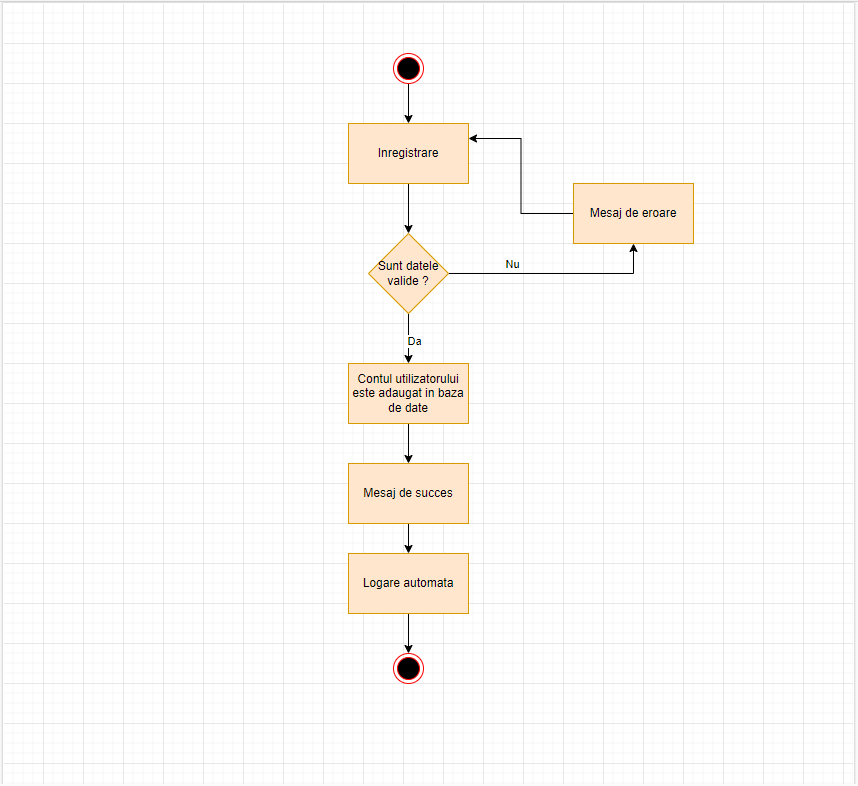 Inregistrare
Mesaj de eroare
Sunt datele
valide ?
Nu
Da
Contul utilizatorului
este adaugat in baza
de date
Mesaj de succes
Logare automata